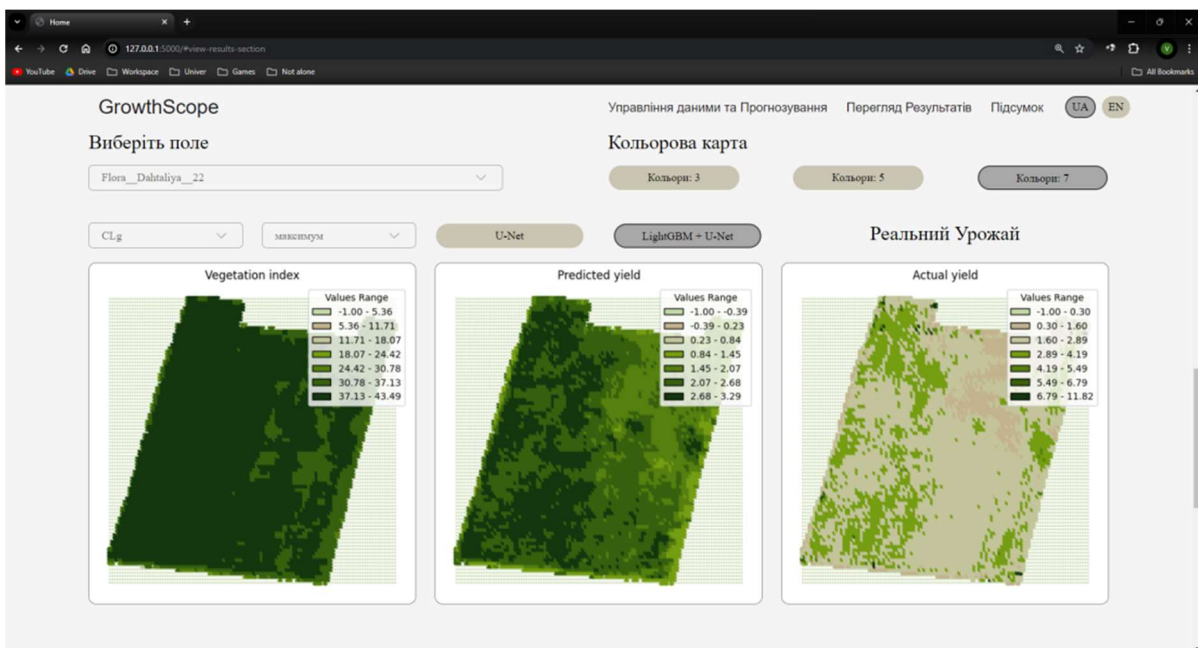 Home
127.0.0.1:5000/#view-results-section
YouTube Drive Workspace Univer Games Not alone All Bookmarks
GrowthScope Управління даними та Прогнозування Перегляд Результатів Підсумок UA EN
Виберіть поле Кольорова карта
Flora__Dahtaliya__22 Кольори: 3 Кольори: 5 Кольори: 7
CLg максимум U-Net LightGBM + U-Net Реальний Урожай
Vegetation index
Values Range
-1.00 - 5.36
5.36 - 11.71
11.71 - 18.07
18.07 - 24.42
24.42 - 30.78
30.78 - 37.13
37.13 - 43.49
Predicted yield
Values Range
-1.00 - -0.39
-0.39 - 0.23
0.23 - 0.84
0.84 - 1.45
1.45 - 2.07
2.07 - 2.68
2.68 - 3.29
Actual yield
Values Range
-1.00 - 0.30
0.30 - 1.60
1.60 - 2.89
2.89 - 4.19
4.19 - 5.49
5.49 - 6.79
6.79 - 11.82